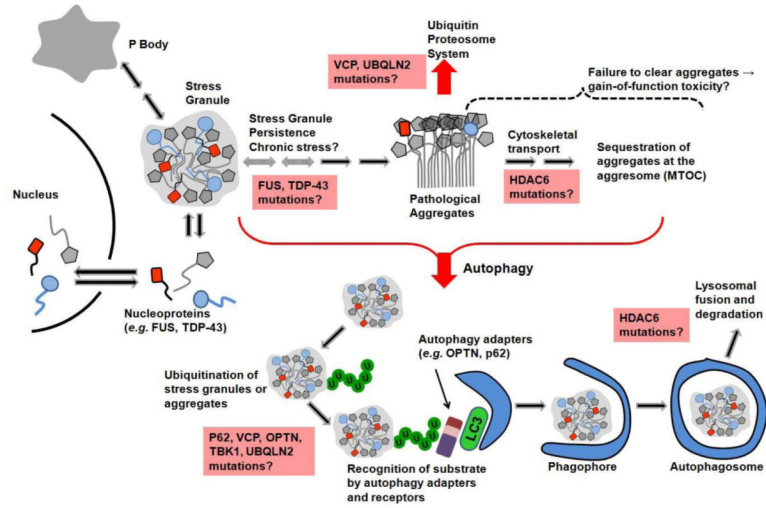 P Body
Ubiquitin
Proteosome
System
VCP, UBQLN2
mutations?
Failure to clear aggregates →
gain-of-function toxicity?
Stress
Granule
Stress Granule
Persistence
Chronic stress?
Cytoskeletal
transport
Sequestration of
aggregates at the
aggresome (MTOC)
FUS, TDP-43
mutations?
HDAC6
mutations?
Pathological
Aggregates
Nucleus
Nucleoproteins
(e.g. FUS, TDP-43)
Autophagy
Lysosomal
fusion and
degradation
HDAC6
mutations?
Autophagy adapters
(e.g. OPTN, p62)
Ubiquitination of
stress granules or
aggregates
U U U U U
U U U U U
LC3
P62, VCP, OPTN,
TBK1, UBQLN2
mutations?
Recognition of substrate
by autophagy adapters
and receptors
Phagophore
Autophagosome